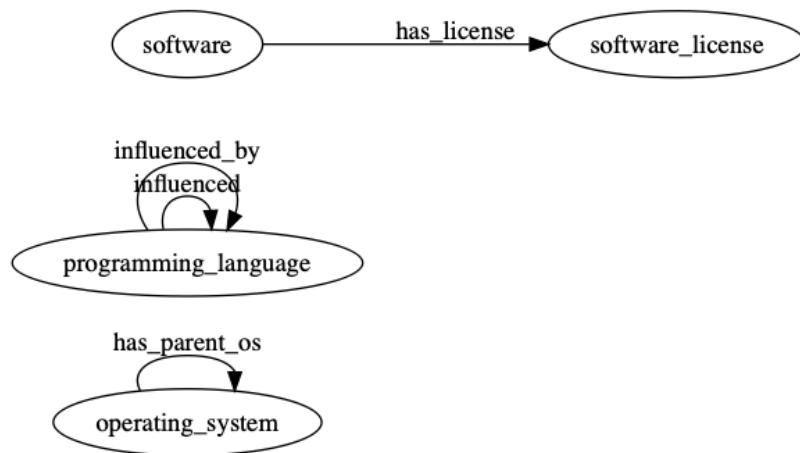 software
has_license
software_license
influenced_by
influenced
programming_language
has_parent_os
operating_system